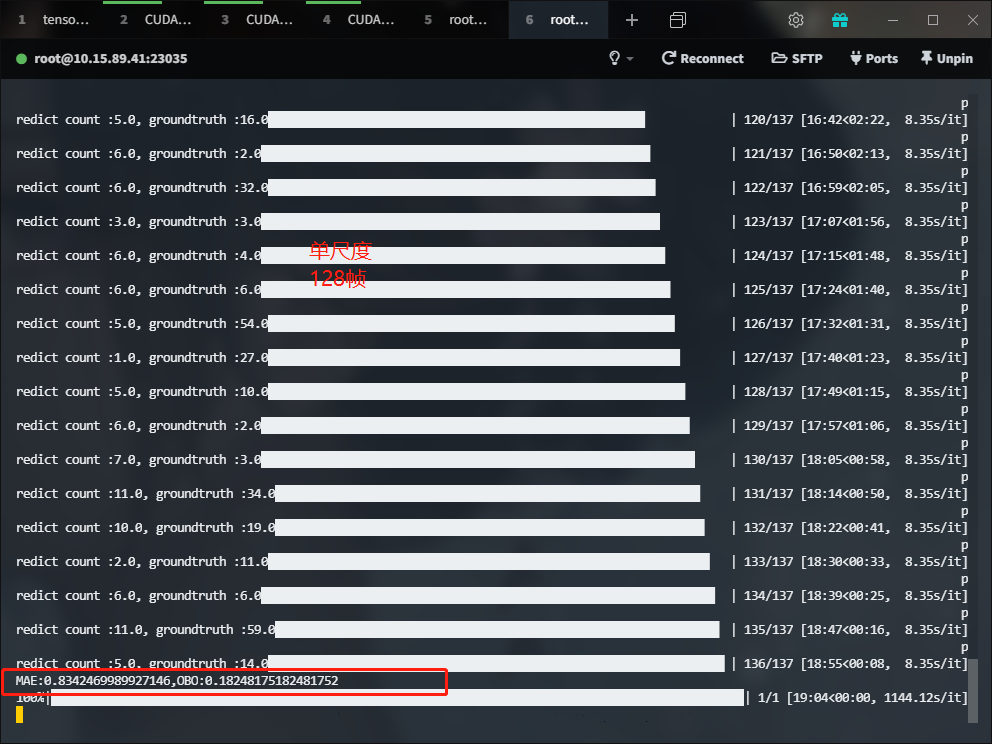 1 tenso... 2 CUDA... 3 CUDA... 4 CUDA... 5 root... 6 root...
root@10.15.89.41:23035 Reconnect SFTP Ports Unpin
p
redict count :5.0, groundtruth :16.0 | 120/137 [16:42<02:22, 8.35s/it]
p
redict count :6.0, groundtruth :2.0 | 121/137 [16:50<02:13, 8.35s/it]
p
redict count :6.0, groundtruth :32.0 | 122/137 [16:59<02:05, 8.35s/it]
p
redict count :3.0, groundtruth :3.0 | 123/137 [17:07<01:56, 8.35s/it]
p
单尺度
redict count :6.0, groundtruth :4.0 | 124/137 [17:15<01:48, 8.35s/it]
p
128帧
redict count :6.0, groundtruth :6.0 | 125/137 [17:24<01:40, 8.35s/it]
p
redict count :5.0, groundtruth :54.0 | 126/137 [17:32<01:31, 8.35s/it]
p
redict count :1.0, groundtruth :27.0 | 127/137 [17:40<01:23, 8.35s/it]
p
redict count :5.0, groundtruth :10.0 | 128/137 [17:49<01:15, 8.35s/it]
p
redict count :6.0, groundtruth :2.0 | 129/137 [17:57<01:06, 8.35s/it]
p
redict count :7.0, groundtruth :3.0 | 130/137 [18:05<00:58, 8.35s/it]
p
redict count :11.0, groundtruth :34.0 | 131/137 [18:14<00:50, 8.35s/it]
p
redict count :10.0, groundtruth :19.0 | 132/137 [18:22<00:41, 8.35s/it]
p
redict count :2.0, groundtruth :11.0 | 133/137 [18:30<00:33, 8.35s/it]
p
redict count :6.0, groundtruth :6.0 | 134/137 [18:39<00:25, 8.35s/it]
p
redict count :11.0, groundtruth :59.0 | 135/137 [18:47<00:16, 8.35s/it]
p
redict count :5.0, groundtruth :14.0 | 136/137 [18:55<00:08, 8.35s/it]
MAE:0.8342469989927146,OBO:0.18248175182481752
100%| | 1/1 [19:04<00:00, 1144.12s/it]